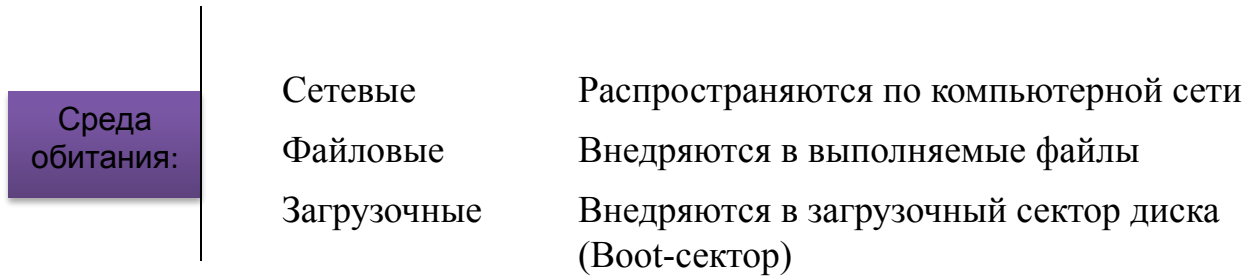 Среда
обитания:
Сетевые Распространяются по компьютерной сети
Файловые Внедряются в выполняемые файлы
Загрузочные Внедряются в загрузочный сектор диска
(Boot-сектор)